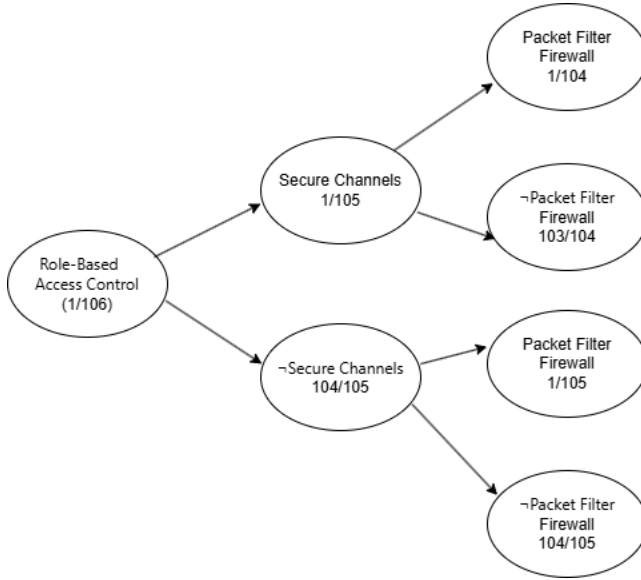 Packet Filter
Firewall
1/104
Secure Channels
1/105
¬Packet Filter
Firewall
103/104
Role-Based
Access Control
(1/106)
¬Secure Channels
104/105
Packet Filter
Firewall
1/105
¬Packet Filter
Firewall
104/105